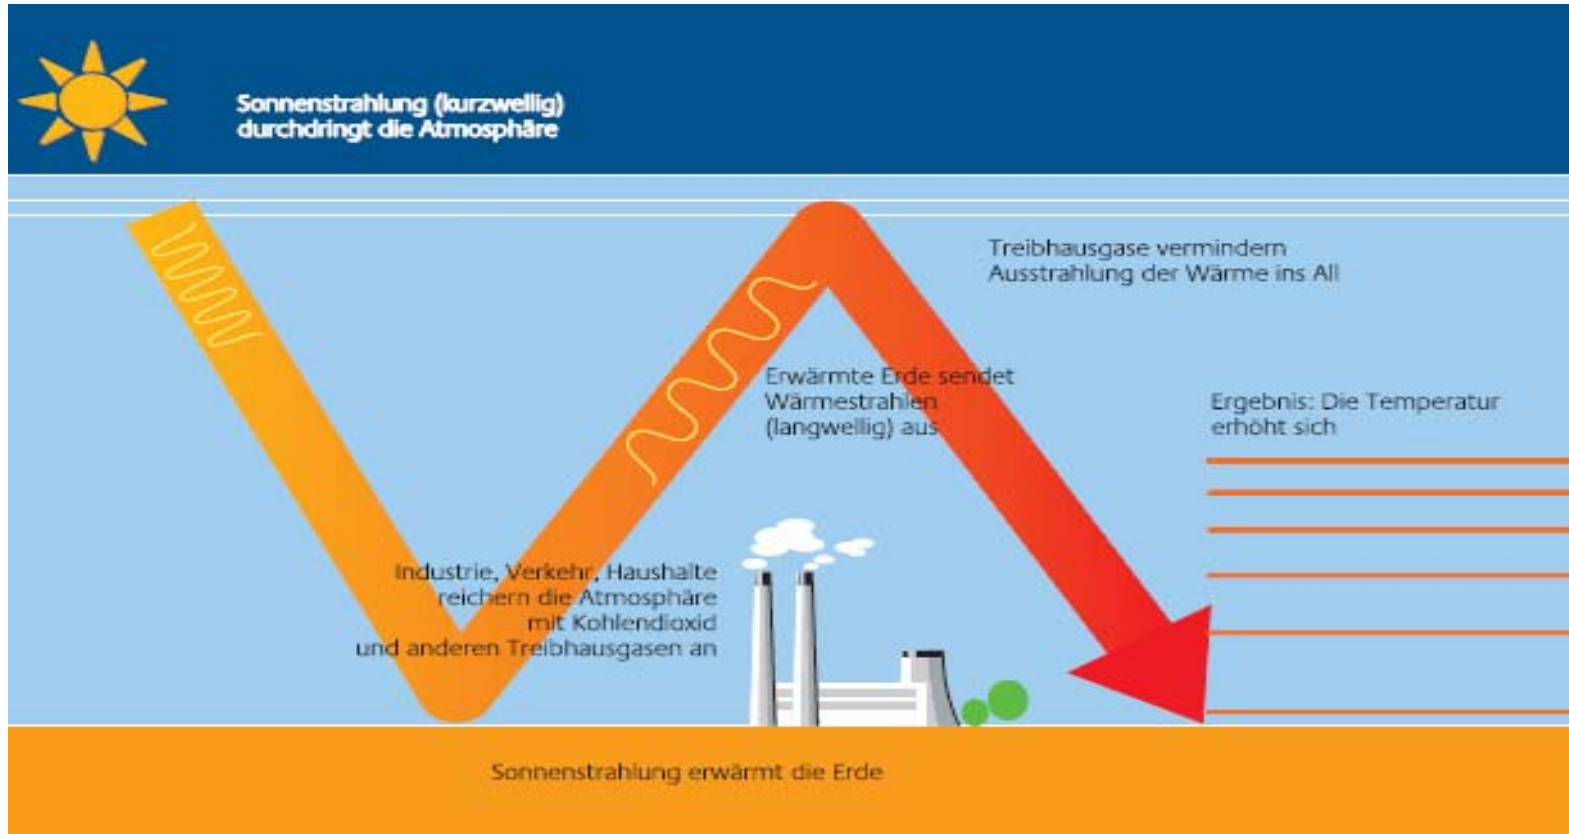 Sonnenstrahlung (kurzwellig)
durchdringt die Atmosphäre
Treibhausgase vermindern
Ausstrahlung der Wärme ins All
Erwärmte Erde sendet
Wärmestrahlen
(langwellig) aus
Ergebnis: Die Temperatur
erhöht sich
Industrie, Verkehr, Haushalte
reichern die Atmosphäre
mit Kohlendioxid
und anderen Treibhausgasen an
Sonnenstrahlung erwärmt die Erde